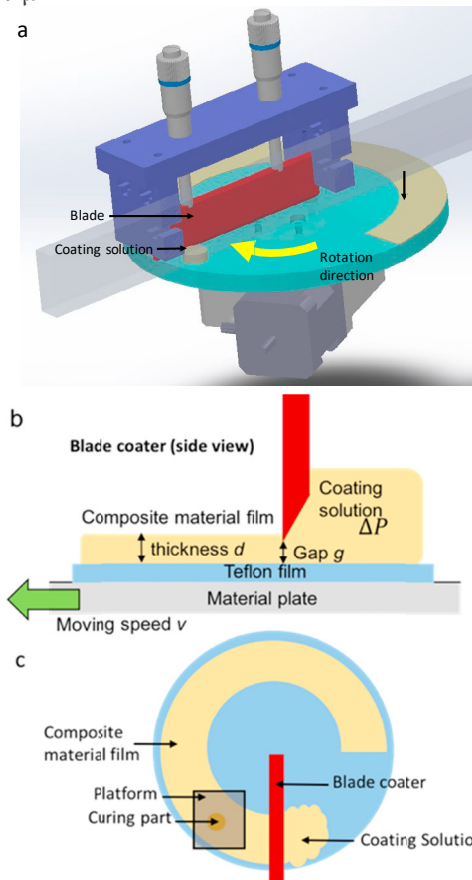 a
Blade
Coating solution
Rotation
direction
b
Blade coater (side view)
Coating
solution
ΔP
Composite material film
thickness d
Gap g
Teflon film
Material plate
Moving speed v
c
Composite
material film
Platform
Curing part
Blade coater
Coating Solution